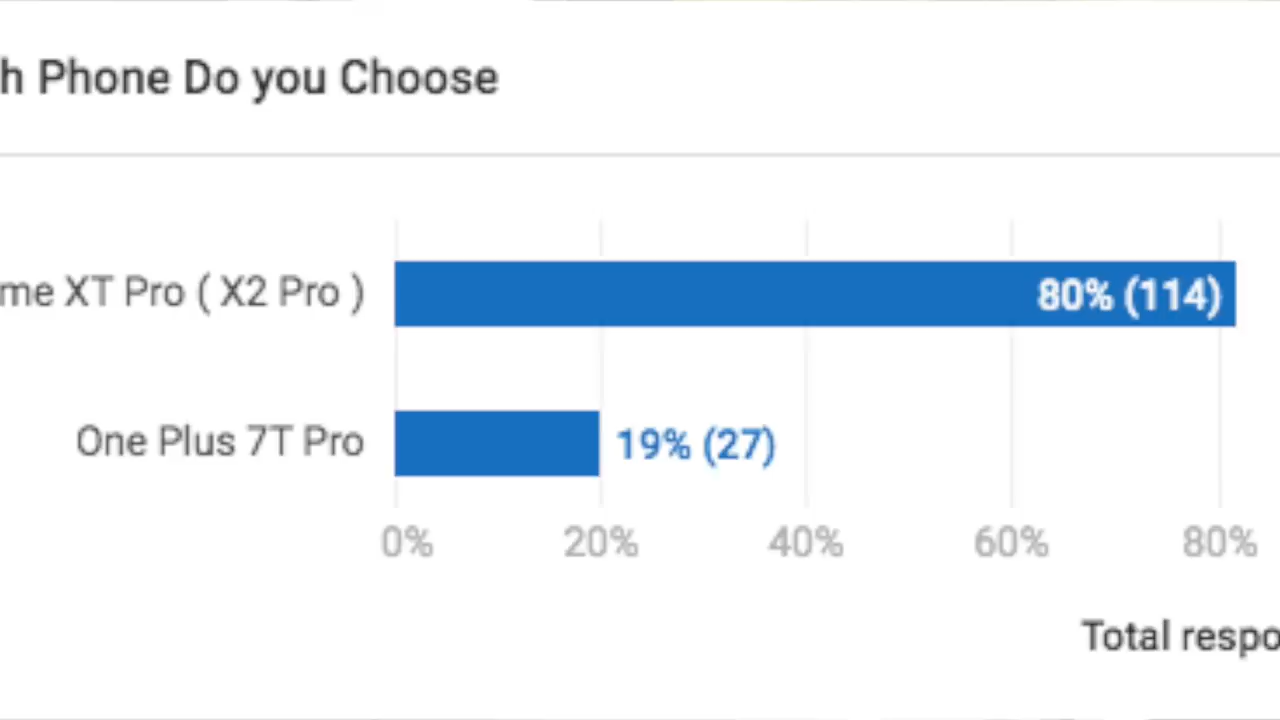 h Phone Do you Choose
me XT Pro ( X2 Pro )
80% (114)
One Plus 7T Pro
19% (27)
0% 20% 40% 60% 80%
Total respo